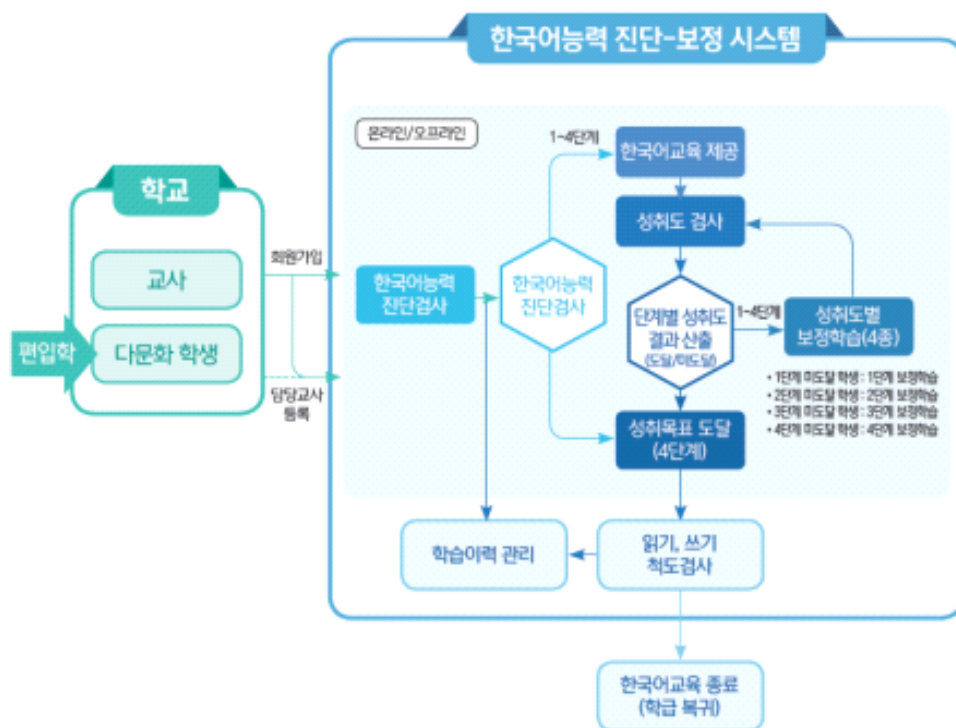 한국어능력 진단-보정 시스템
온라인/오프라인
1~4단계
한국어교육 제공
학교
성취도 검사
교사
회원가입
한국어능력
진단검사
한국어능력
진단검사
단계별 성취도
결과 산출
(도달/미도달)
1~4단계
성취도별
보정학습(4종)
편입학
다문화 학생
담당교사
등록
• 1단계 미도달 학생 : 1단계 보정학습
• 2단계 미도달 학생 : 2단계 보정학습
• 3단계 미도달 학생 : 3단계 보정학습
• 4단계 미도달 학생 : 4단계 보정학습
성취목표 도달
(4단계)
학습이력 관리
읽기, 쓰기
척도검사
한국어교육 종료
(학급 복귀)